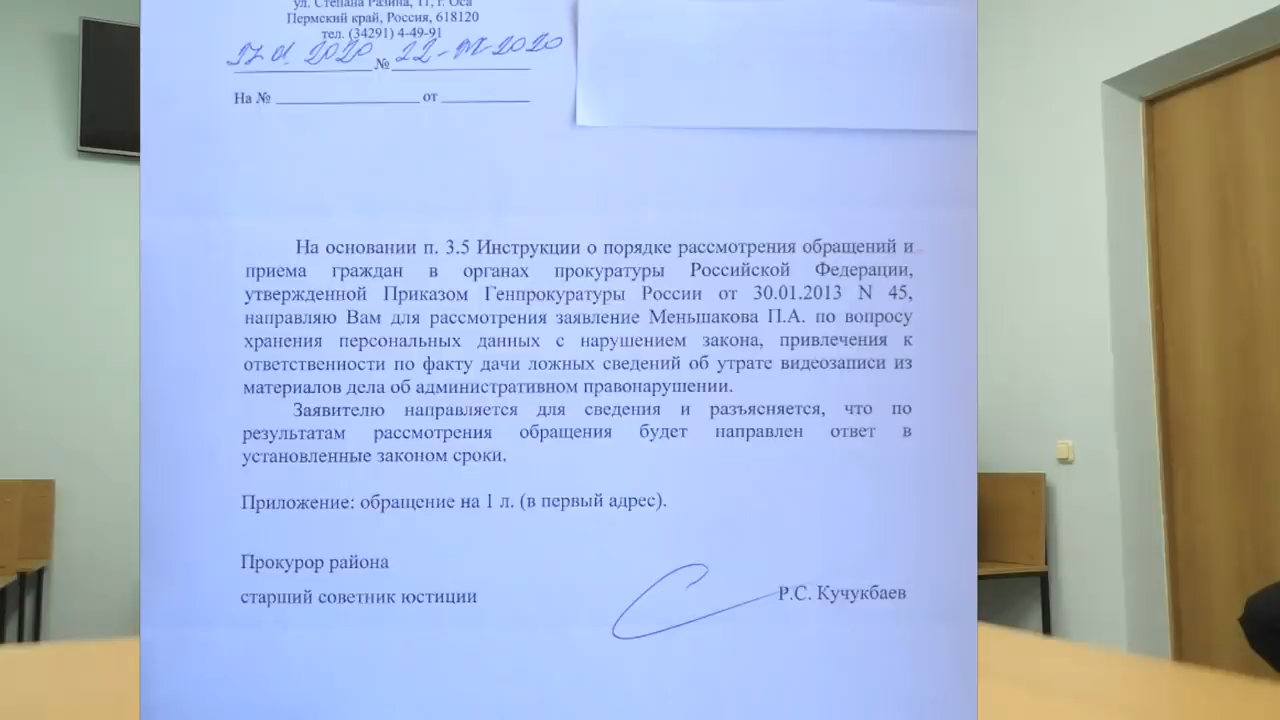 ул. Степана Разина, 11, г. Оса
Пермский край, Россия, 618120
тел. (34291) 4-49-91
2020 № 22- -2020
На № от
На основании п. 3.5 Инструкции о порядке рассмотрения обращений и
приема граждан в органах прокуратуры Российской Федерации,
утвержденной Приказом Генпрокуратуры России от 30.01.2013 N 45,
направляю Вам для рассмотрения заявление Меньшакова П.А. по вопросу
хранения персональных данных с нарушением закона, привлечения к
ответственности по факту дачи ложных сведений об утрате видеозаписи из
материалов дела об административном правонарушении.
Заявителю направляется для сведения и разъясняется, что по
результатам рассмотрения обращения будет направлен ответ в
установленные законом сроки.
Приложение: обращение на 1 л. (в первый адрес).
Прокурор района
старший советник юстиции Р.С. Кучукбаев